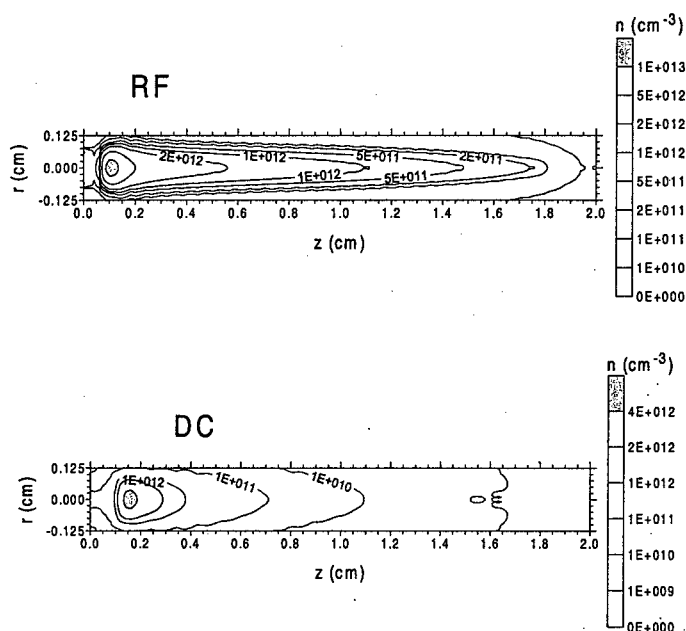 n (cm-3)
RF
1E+013
5E+012
2E+012
1E+012
5E+011
2E+011
1E+011
1E+010
0E+000
r (cm)
0.125
0.000
-0.125
2E+012
1E+012
5E+011
2E+011
1E+012
5E+011
0.0 0.2 0.4 0.6 0.8 1.0 1.2 1.4 1.6 1.8 2.0
z (cm)
n (cm-3)
DC
4E+012
2E+012
1E+012
1E+011
1E+010
1E+009
0E+000
r (cm)
0.125
0.000
-0.125
1E+012
1E+011
1E+010
0.0 0.2 0.4 0.6 0.8 1.0 1.2 1.4 1.6 1.8 2.0
z (cm)